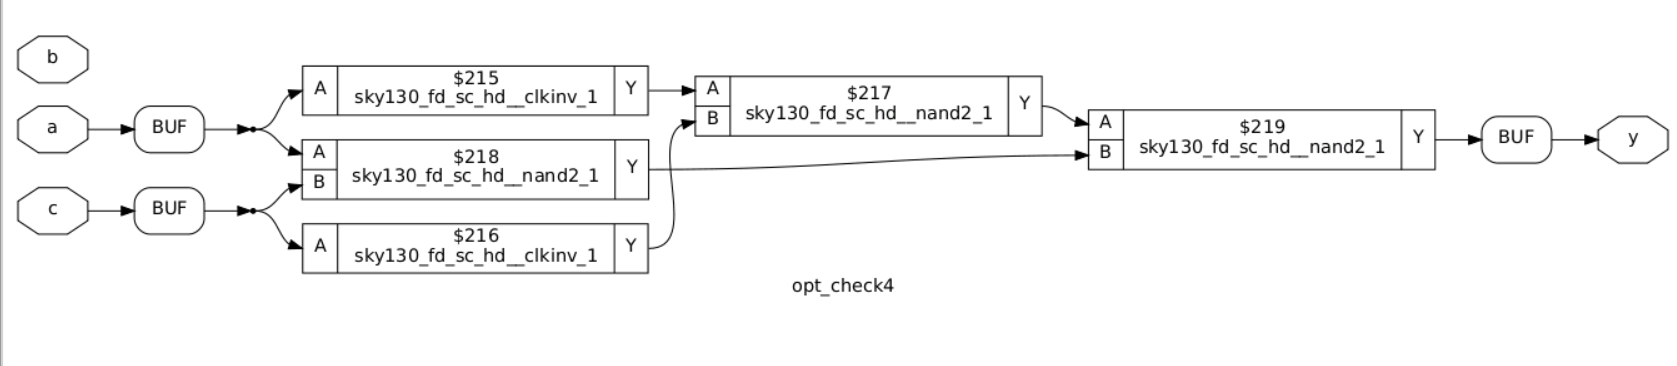 b
a
BUF
c
BUF
A
$215
sky130_fd_sc_hd__clkinv_1
Y
A
B
$218
sky130_fd_sc_hd__nand2_1
Y
A
$216
sky130_fd_sc_hd__clkinv_1
Y
A
B
$217
sky130_fd_sc_hd__nand2_1
Y
A
B
$219
sky130_fd_sc_hd__nand2_1
Y
BUF
y
opt_check4